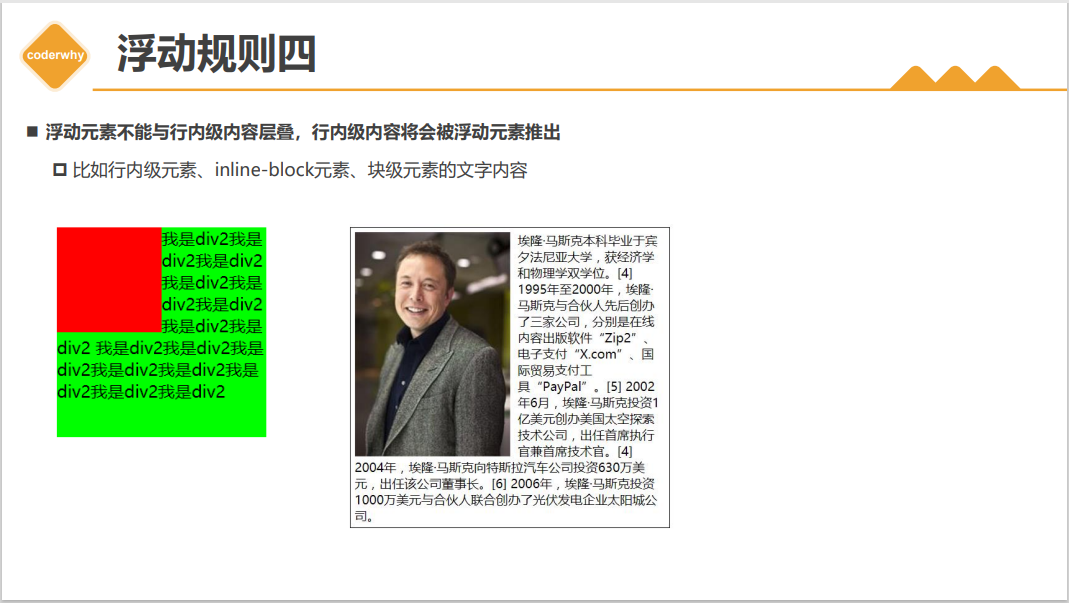 coderwhy
浮动规则四
浮动元素不能与行内级内容层叠，行内级内容将会被浮动元素推出
比如行内级元素、inline-block元素、块级元素的文字内容
我是div2我是
div2我是div2
我是div2我是
div2我是div2
我是div2我是
div2 我是div2我是div2我是
div2我是div2我是div2我是
div2我是div2我是div2
埃隆·马斯克本科毕业于宾
夕法尼亚大学，获经济学
和物理学双学位。[4]
1995年至2000年，埃隆·
马斯克与合伙人先后创办
了三家公司，分别是在线
内容出版软件“Zip2”、
电子支付“X.com”、国
际贸易支付工
具“PayPal”。[5] 2002
年6月，埃隆·马斯克投资1
亿美元创办美国太空探索
技术公司，出任首席执行
官兼首席技术官。[4]
2004年，埃隆·马斯克向特斯拉汽车公司投资630万美
元，出任该公司董事长。[6] 2006年，埃隆·马斯克投资
1000万美元与合伙人联合创办了光伏发电企业太阳城公
司。